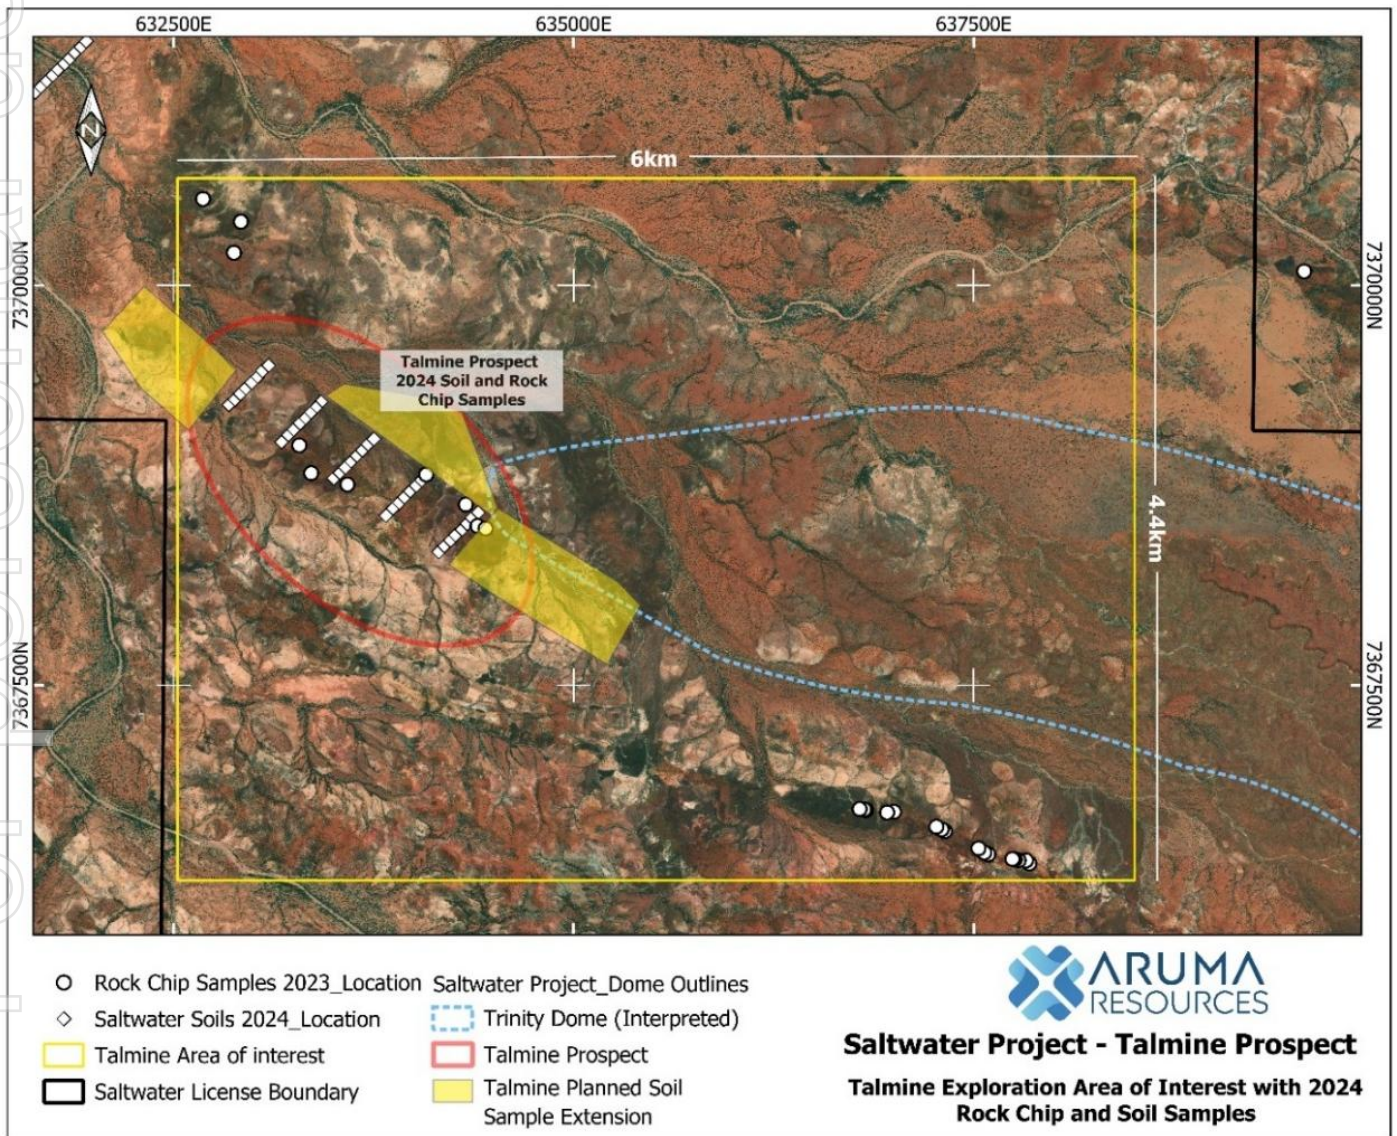 632500E
635000E
637500E
N
6km
7370000N
7370000N
Talmine Prospect
2024 Soil and Rock
Chip Samples
4.4km
7367500N
7367500N
Rock Chip Samples 2023_Location
Saltwater Soils 2024_Location
Talmine Area of interest
Saltwater License Boundary
Saltwater Project_Dome Outlines
Trinity Dome (Interpreted)
Talmine Prospect
Talmine Planned Soil
Sample Extension
ARUMA
RESOURCES
Saltwater Project - Talmine Prospect
Talmine Exploration Area of Interest with 2024
Rock Chip and Soil Samples